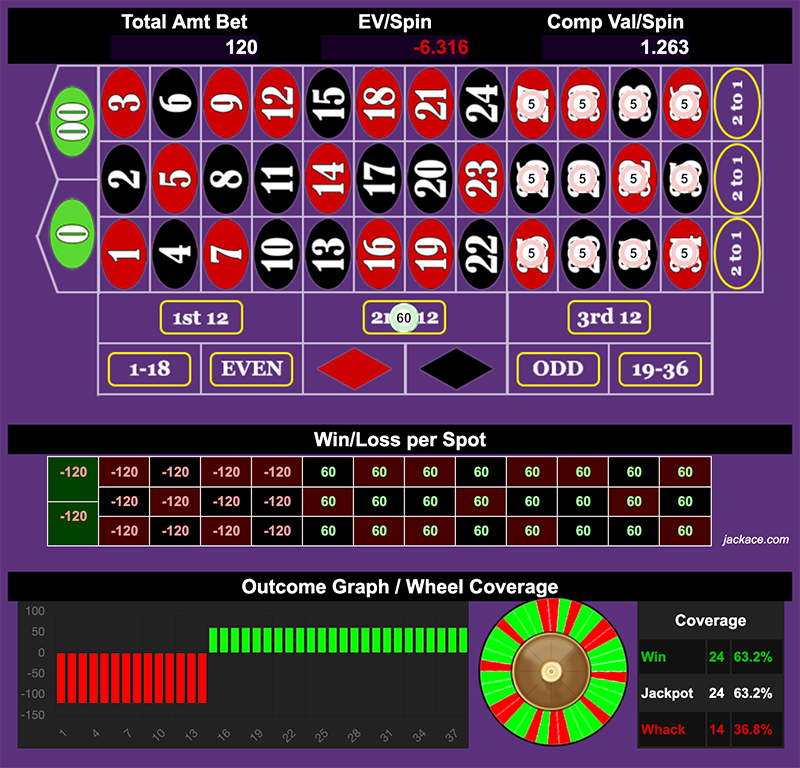 Total Amt Bet EV/Spin Comp Val/Spin
120 -6.316 1.263
00 3 6 9 12 15 18 21 24 5 5 5 5 2 to 1
2 5 8 11 14 17 20 23 5 5 5 5 2 to 1
0 1 4 7 10 13 16 19 22 5 5 5 5 2 to 1
1st 12 60 12 3rd 12
1-18 EVEN ODD 19-36
Win/Loss per Spot
-120 -120 -120 -120 -120 60 60 60 60 60 60 60 60
-120 -120 -120 -120 60 60 60 60 60 60 60 60
-120 -120 -120 -120 -120 60 60 60 60 60 60 60 60
jackace.com
Outcome Graph / Wheel Coverage
100
50
0
-50
-100
-150
1 4 7 10 13 16 19 22 25 28 31 34 37
Coverage
Win 24 63.2%
Jackpot 24 63.2%
Whack 14 36.8%